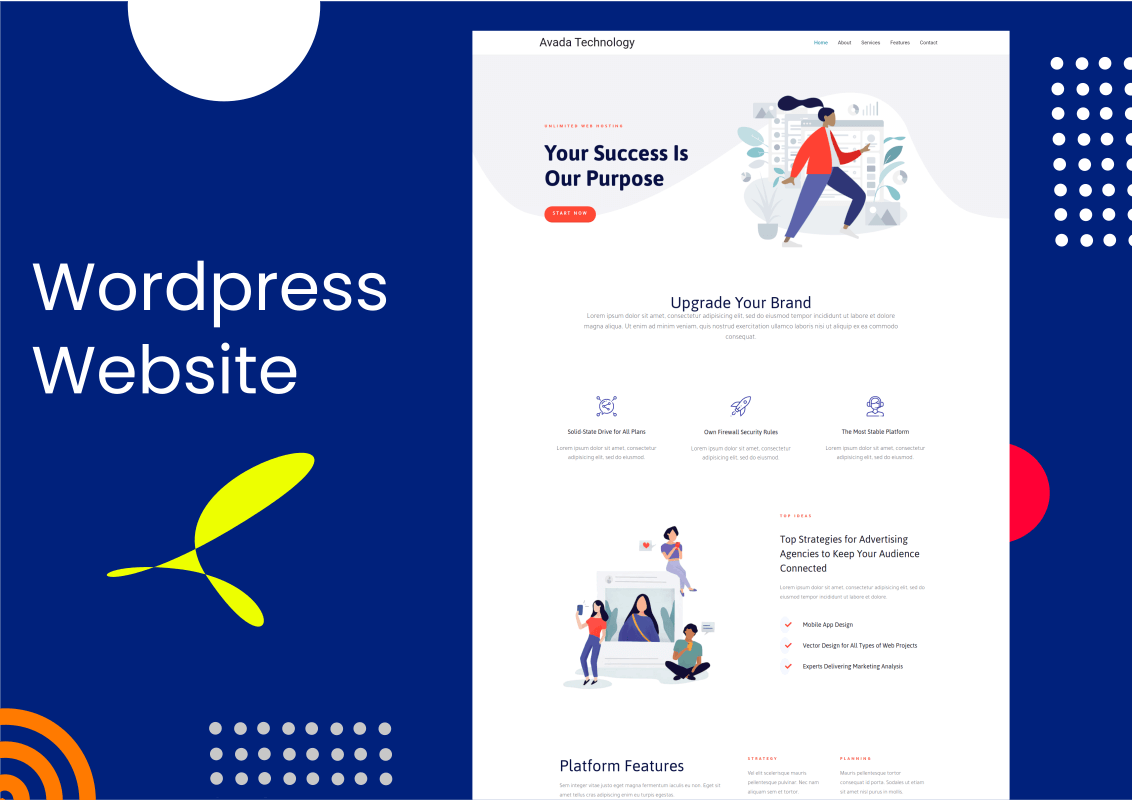 Wordpress
Website
Avada Technology
Home About Services Features Contact
UNLIMITED WEB HOSTING
Your Success Is
Our Purpose
START NOW
Upgrade Your Brand
Lorem ipsum dolor sit amet, consectetur adipisicing elit, sed do eiusmod tempor incididunt ut labore et dolore
magna aliqua. Ut enim ad minim veniam, quis nostrud exercitation ullamco laboris nisi ut aliquip ex ea commodo
consequat.
Solid-State Drive for All Plans
Lorem ipsum dolor sit amet, consectetur
adipisicing elit, sed do eiusmod.
Own Firewall Security Rules
Lorem ipsum dolor sit amet, consectetur
adipisicing elit, sed do eiusmod
The Most Stable Platform
Lorem ipsum dolor sit amet, consectetur
adipisicing elit, sed do eiusmod.
TOP IDEAS
Top Strategies for Advertising
Agencies to Keep Your Audience
Connected
Lorem ipsum dolor sit amet, consectetur adipisicing elit, sed do
eiusmod tempor incididunt ut labore et dolore.
Mobile App Design
Vector Design for All Types of Web Projects
Experts Delivering Marketing Analysis
Platform Features
Sem integer vitae justo eget magna fermentum iaculis eu non. Eget sit
amet tellus cras adipiscing enim eu turpis egestas.
STRATEGY
Vel elit scelerisque mauris
pellentesque pulvinar. Nec nam
aliquam sem et tortor.
PLANNING
Mauris pellentesque tortor
consequat id porta. Sodales ut etiam
sit amet nisl purus in mollis.